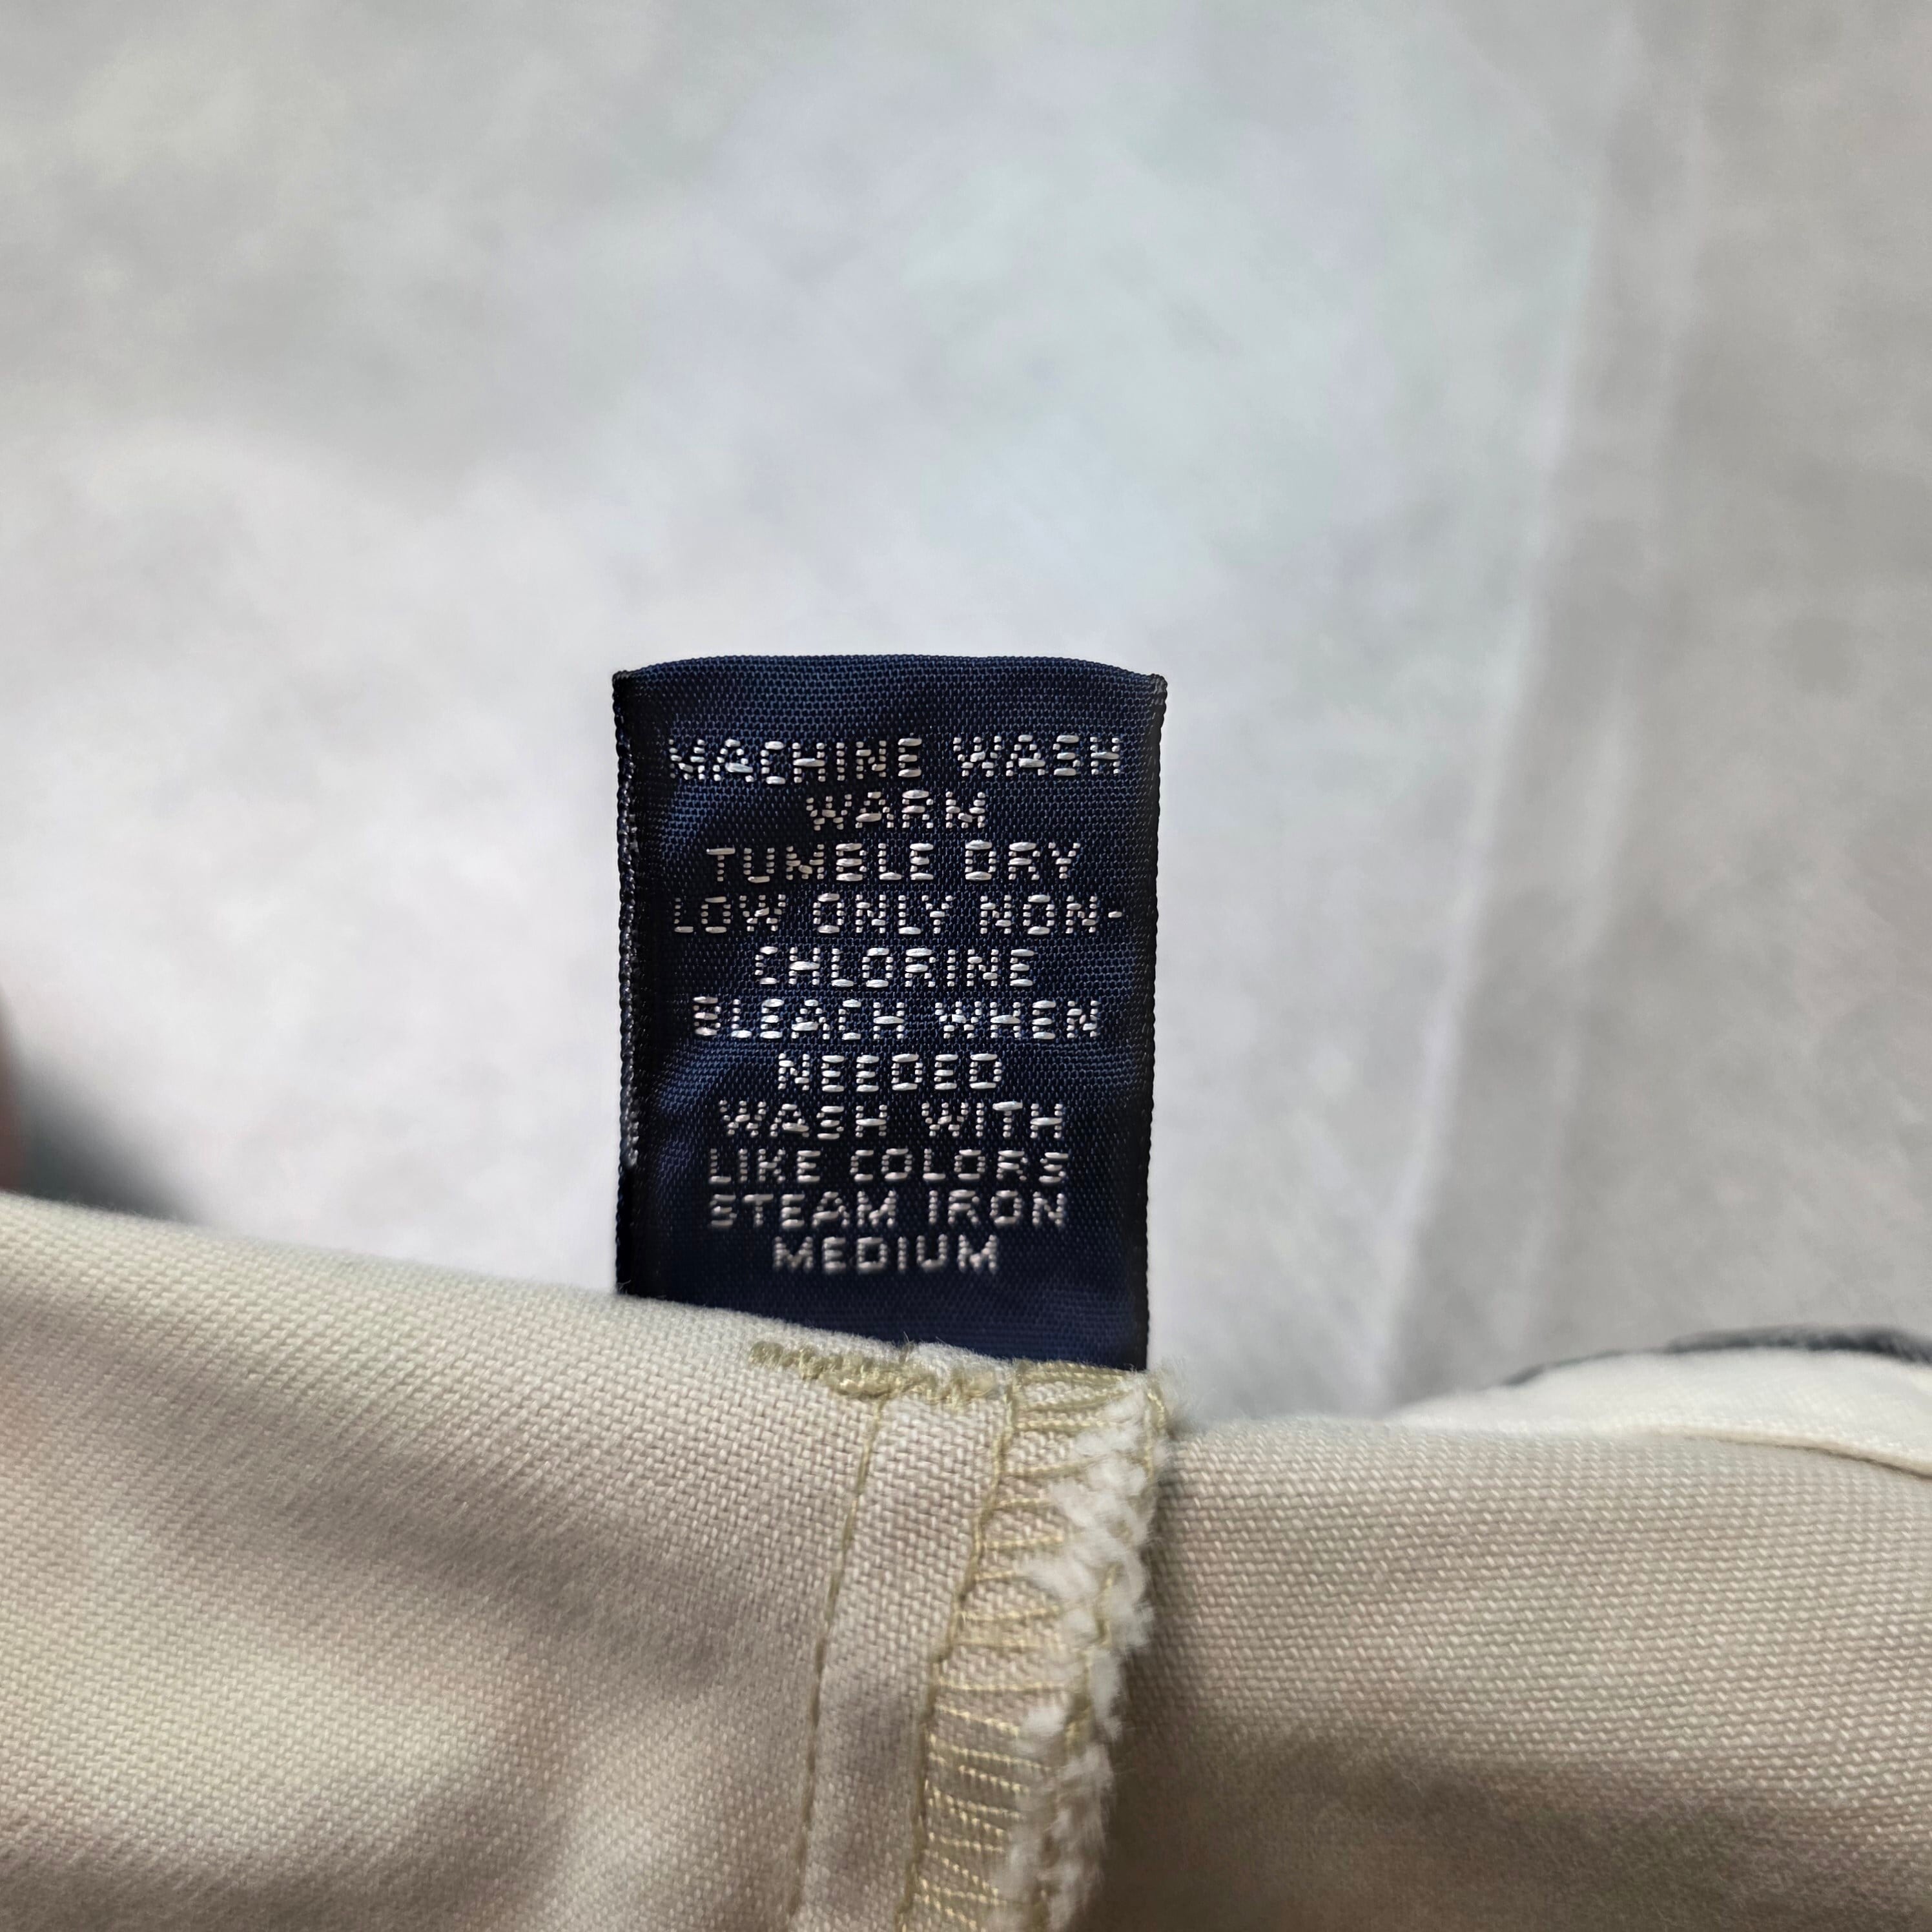 MACHINE WASH
WARM
TUMBLE DRY
LOW ONLY NON-
CHLORINE
BLEACH WHEN
NEEDED
WASH WITH
LIKE COLORS
STEAM IRON
MEDIUM